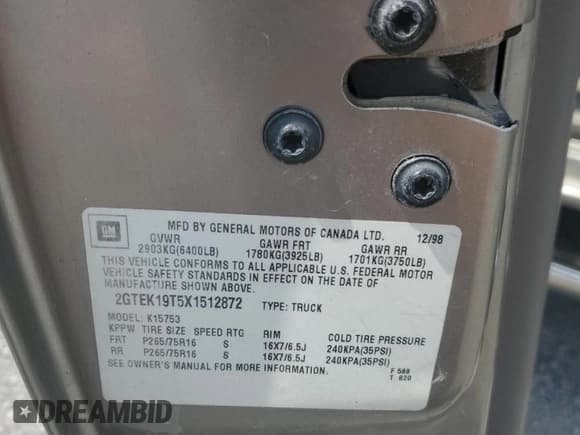 GM
MFD BY GENERAL MOTORS OF CANADA LTD. 12/98
GVWR GAWR FRT GAWR RR
2903KG(6400LB) 1780KG(3925LB) 1701KG(3750LB)
THIS VEHICLE CONFORMS TO ALL APPLICABLE U.S. FEDERAL MOTOR
VEHICLE SAFETY STANDARDS IN EFFECT ON THE DATE OF
MANUFACTURE SHOWN ABOVE.
2GTEK19T5X1512872 TYPE: TRUCK
MODEL: K15753
KPPW TIRE SIZE SPEED RTG RIM COLD TIRE PRESSURE
FRT P265/75R16 S 16X7/6.5J 240KPA(35PSI)
RR P265/75R16 S 16X7/6.5J 240KPA(35PSI)
SEE OWNER'S MANUAL FOR MORE INFORMATION.
F 589
T 820
DREAMBID